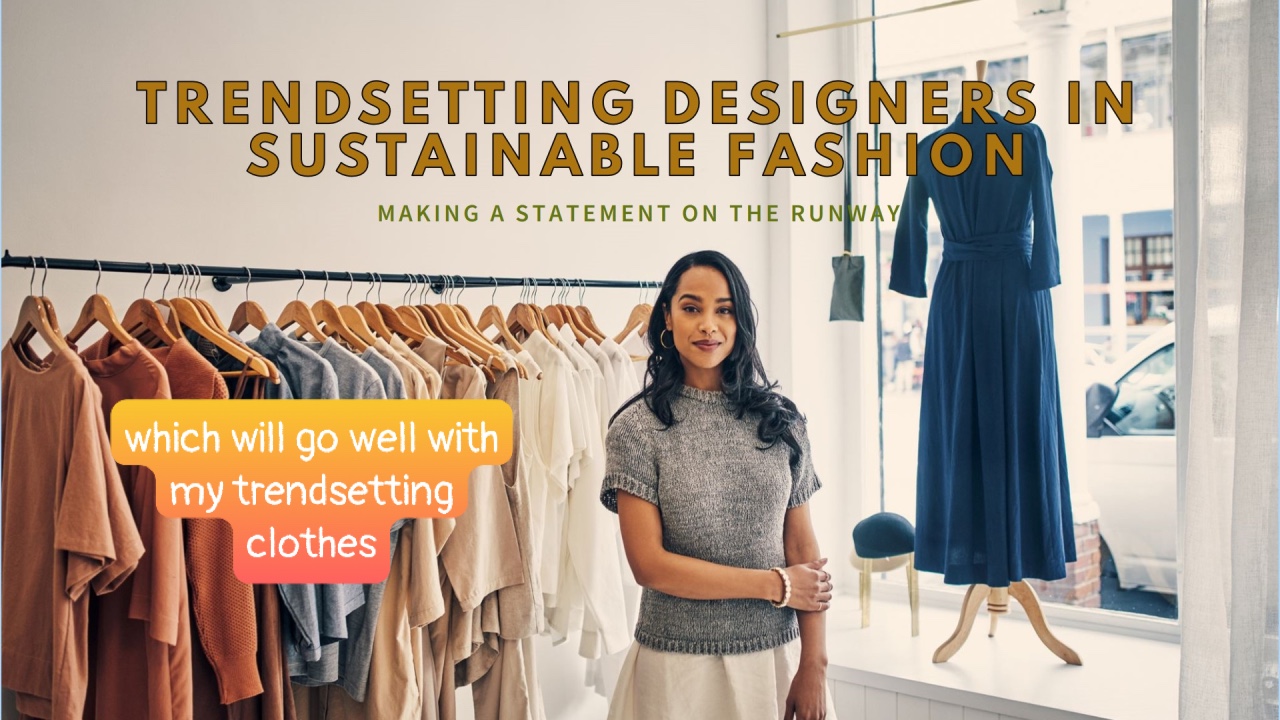 TRENDSETTING DESIGNERS IN
SUSTAINABLE FASHION
MAKING A STATEMENT ON THE RUNWAY
which will go well with
my trendsetting
clothes